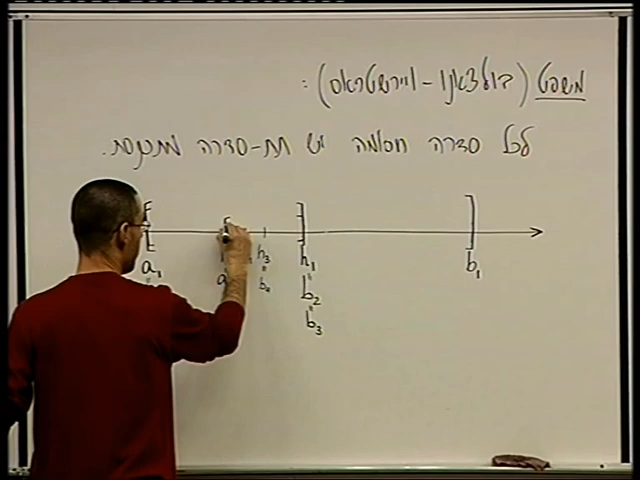 משפט (בולצאנו - ויירשטראס):
לכל סדרה חסומה יש תת-סדרה מתכנסת.
a₁ a h₃ h₁ b₁
" " "
b₄ b₂
"
b₃